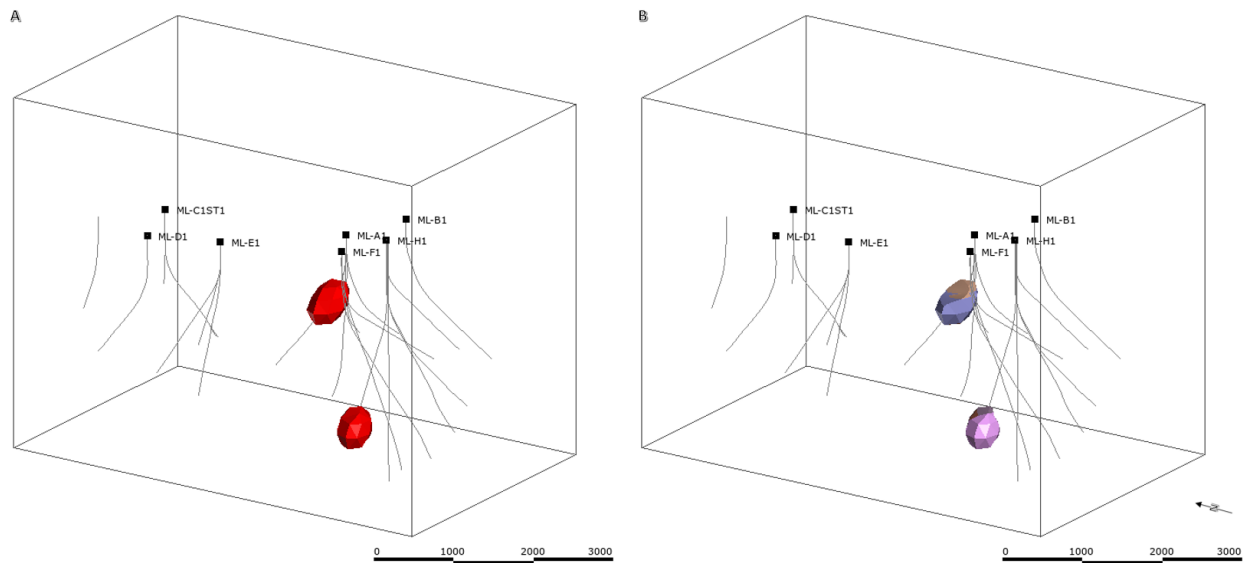 A
ML-C1ST1
ML-D1
ML-E1
ML-B1
ML-A1
ML-H1
ML-F1
0 1000 2000 3000
B
ML-C1ST1
ML-D1
ML-E1
ML-B1
ML-A1
ML-H1
ML-F1
N
0 1000 2000 3000